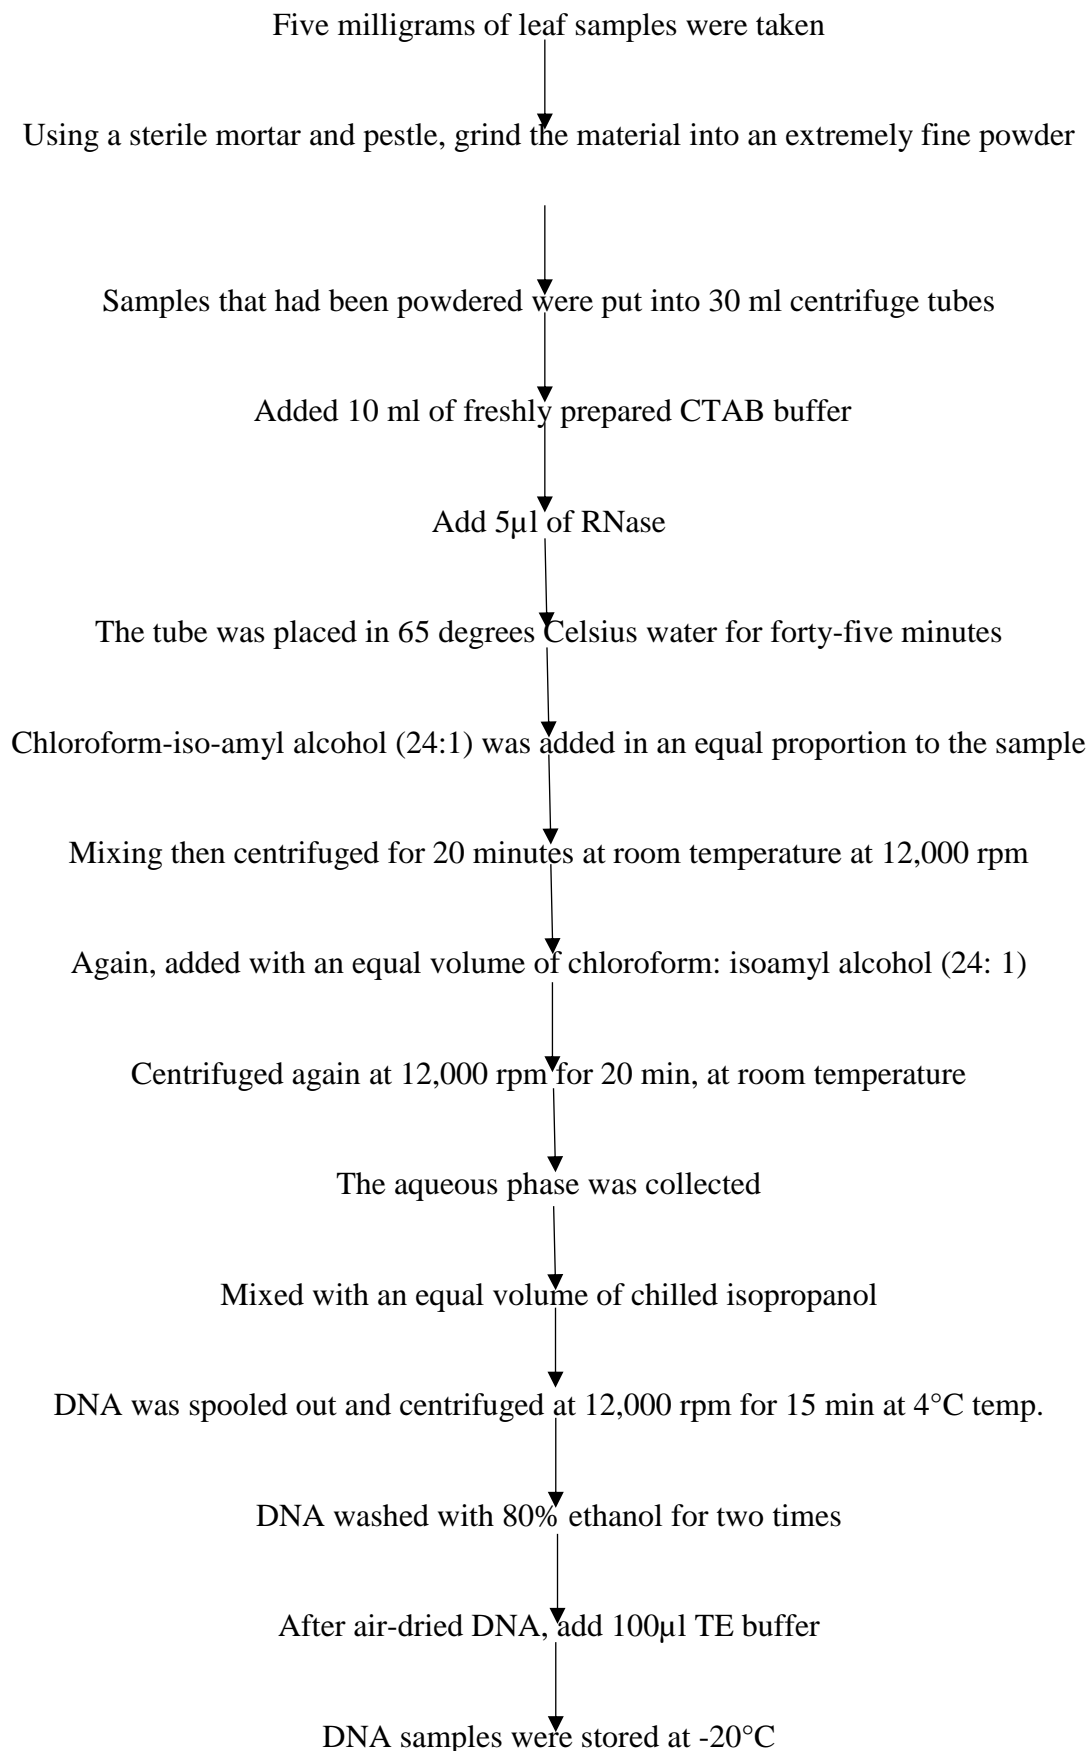 Five milligrams of leaf samples were taken
Using a sterile mortar and pestle, grind the material into an extremely fine powder
Samples that had been powdered were put into 30 ml centrifuge tubes
Added 10 ml of freshly prepared CTAB buffer
Add 5µl of RNase
The tube was placed in 65 degrees Celsius water for forty-five minutes
Chloroform-iso-amyl alcohol (24:1) was added in an equal proportion to the sample
Mixing then centrifuged for 20 minutes at room temperature at 12,000 rpm
Again, added with an equal volume of chloroform: isoamyl alcohol (24: 1)
Centrifuged again at 12,000 rpm for 20 min, at room temperature
The aqueous phase was collected
Mixed with an equal volume of chilled isopropanol
DNA was spooled out and centrifuged at 12,000 rpm for 15 min at 4°C temp.
DNA washed with 80% ethanol for two times
After air-dried DNA, add 100µl TE buffer
DNA samples were stored at -20°C